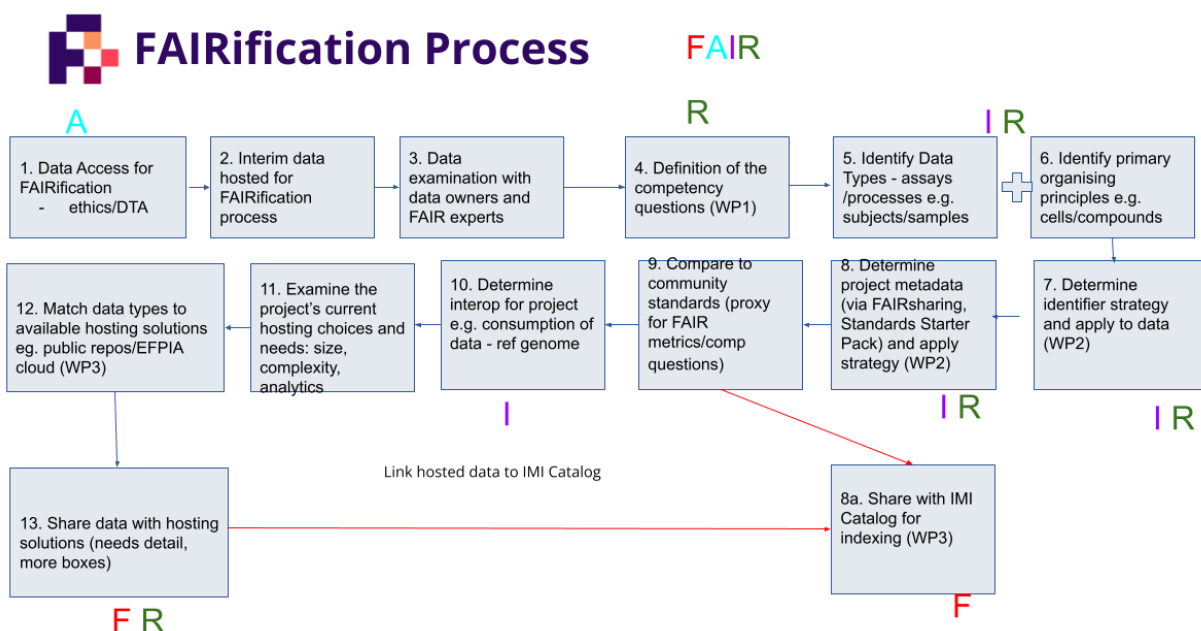 FAIRification Process
FAIR
A
R
I R
1. Data Access for
FAIRification
- ethics/DTA
2. Interim data
hosted for
FAIRification
process
3. Data
examination with
data owners and
FAIR experts
4. Definition of the
competency
questions (WP1)
5. Identify Data
Types - assays
/processes e.g.
subjects/samples
6. Identify primary
organising
principles e.g.
cells/compounds
12. Match data types to
available hosting solutions
eg. public repos/EFPIA
cloud (WP3)
11. Examine the
project's current
hosting choices and
needs: size,
complexity,
analytics
10. Determine
interop for project
e.g. consumption of
data - ref genome
9. Compare to
community
standards (proxy
for FAIR
metrics/comp
questions)
8. Determine
project metadata
(via FAIRsharing,
Standards Starter
Pack) and apply
strategy (WP2)
7. Determine
identifier strategy
and apply to data
(WP2)
I
I R
I R
Link hosted data to IMI Catalog
13. Share data with hosting
solutions (needs detail,
more boxes)
8a. Share with IMI
Catalog for
indexing (WP3)
F R
F